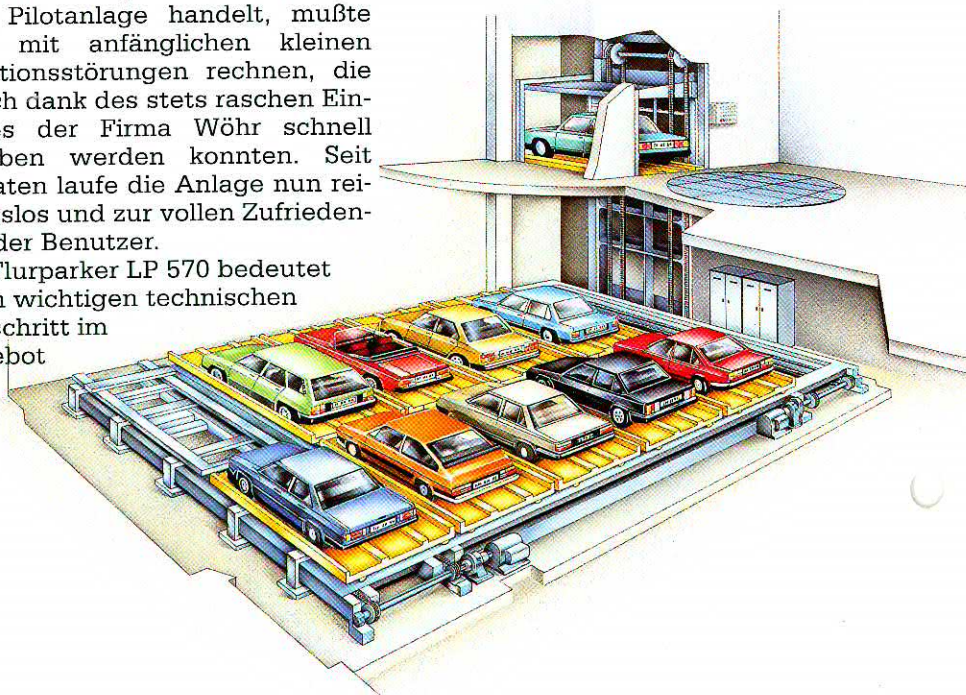 Pilotanlage handelt, mußte
mit anfänglichen kleinen
tionsstörungen rechnen, die
ch dank des stets raschen Ein-
es der Firma Wöhr schnell
ben werden konnten. Seit
aten laufe die Anlage nun rei-
slos und zur vollen Zufrieden-
der Benutzer.
Flurparker LP 570 bedeutet
n wichtigen technischen
schritt im
ebot